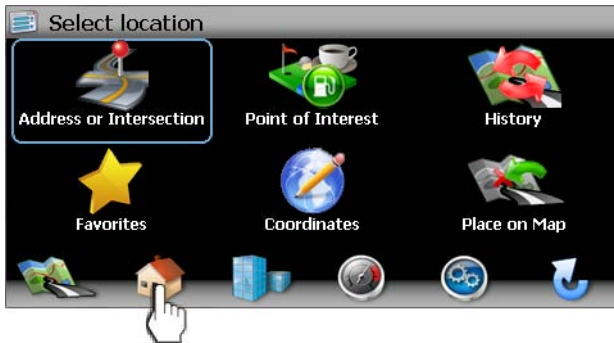 Select location
Address or Intersection
Point of Interest
History
Favorites
Coordinates
Place on Map